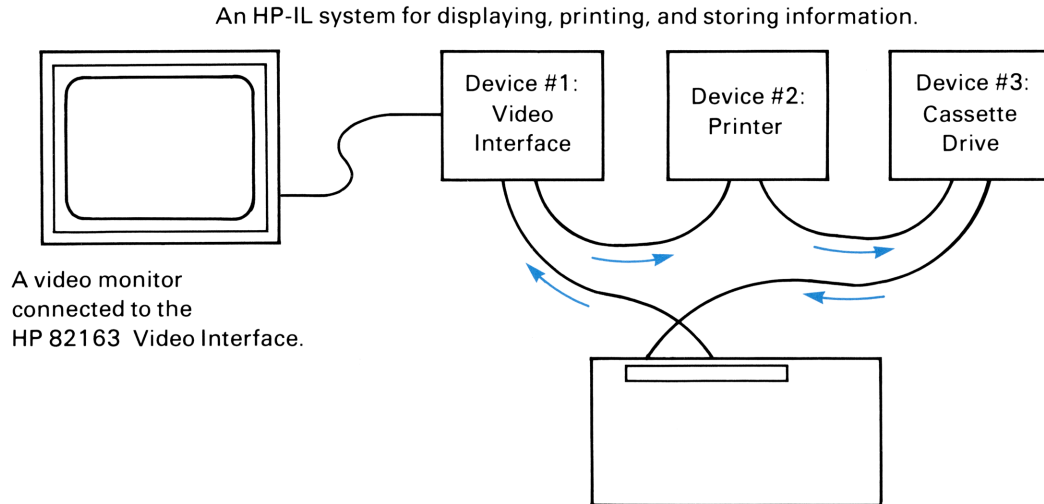 An HP-IL system for displaying, printing, and storing information.
Device #1:
Video
Interface
Device #2:
Printer
Device #3:
Cassette
Drive
A video monitor
connected to the
HP 82163 Video Interface.